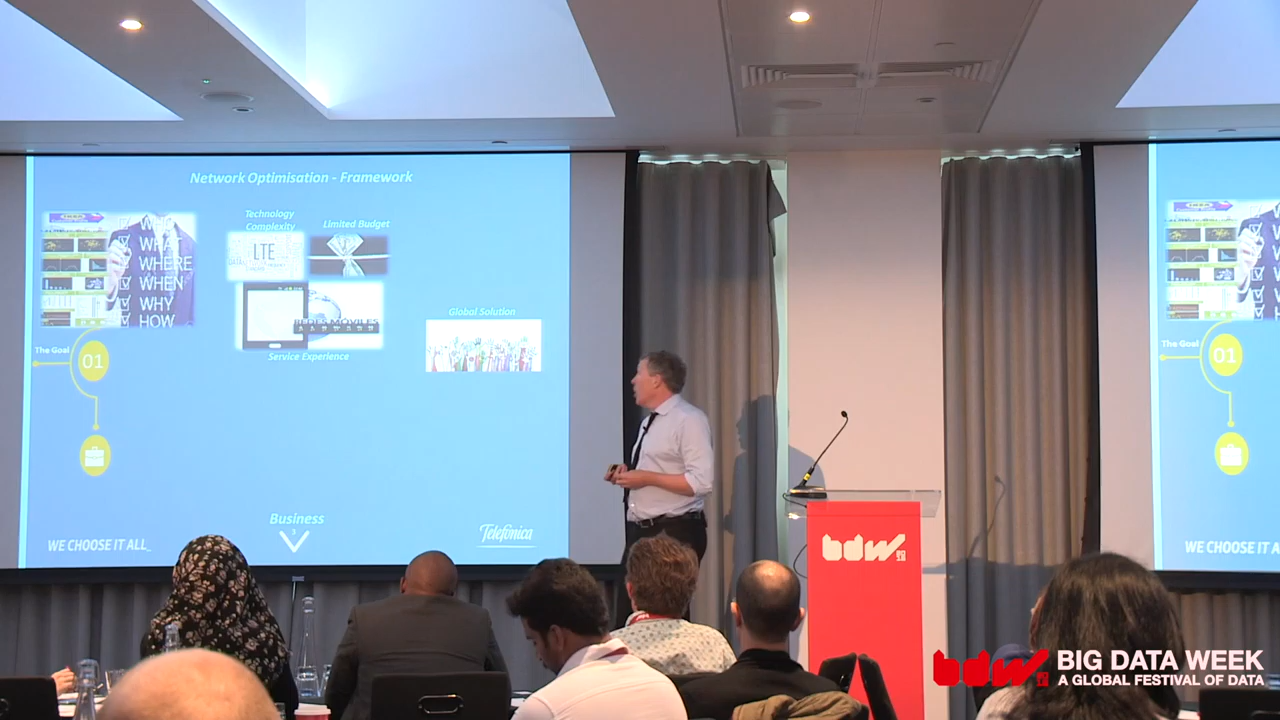 Network Optimisation - Framework
Technology
Complexity
Limited Budget
LTE
WHAT
WHERE
WHEN
WHY
HOW
Global Solution
Service Experience
The Goal
01
Business
WE CHOOSE IT ALL_
Telefónica
The Goal
01
WE CHOOSE IT A
bdw
bdw
BIG DATA WEEK
A GLOBAL FESTIVAL OF DATA